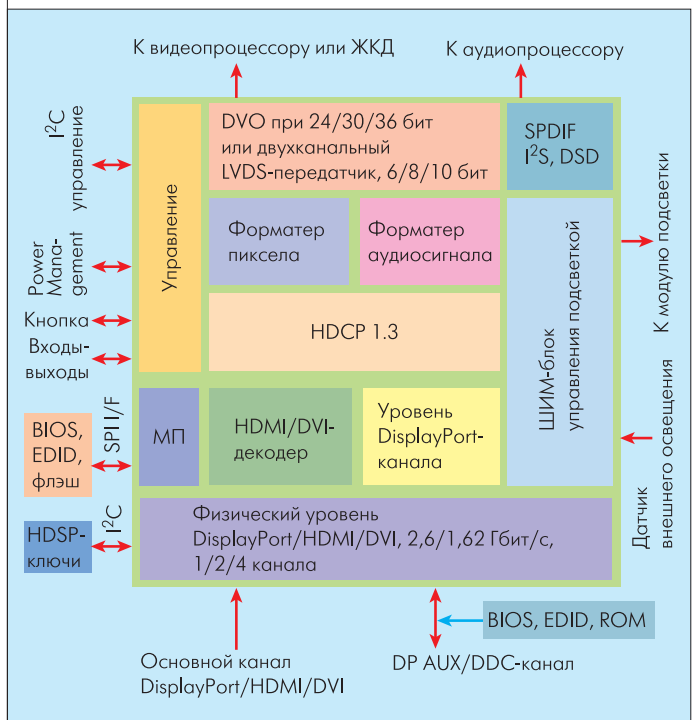 К видеопроцессору или ЖКД
К аудиопроцессору
I²C
управление
Power
Mana-
gement
Кнопка
Входы-
выходы
SPI I/F
I²C
BIOS,
EDID,
флэш
HDSP-
ключи
Управление
DVO при 24/30/36 бит
или двухканальный
LVDS-передатчик, 6/8/10 бит
SPDIF
I²S, DSD
Форматер
пиксела
Форматер
аудиосигнала
HDCP 1.3
ШИМ-блок
управления подсветкой
К модулю подсветки
Датчик
внешнего освещения
МП
HDMI/DVI-
декодер
Уровень
DisplayPort-
канала
Физический уровень
DisplayPort/HDMI/DVI, 2,6/1,62 Гбит/с,
1/2/4 канала
BIOS, EDID, ROM
Основной канал
DisplayPort/HDMI/DVI
DP AUX/DDC-канал